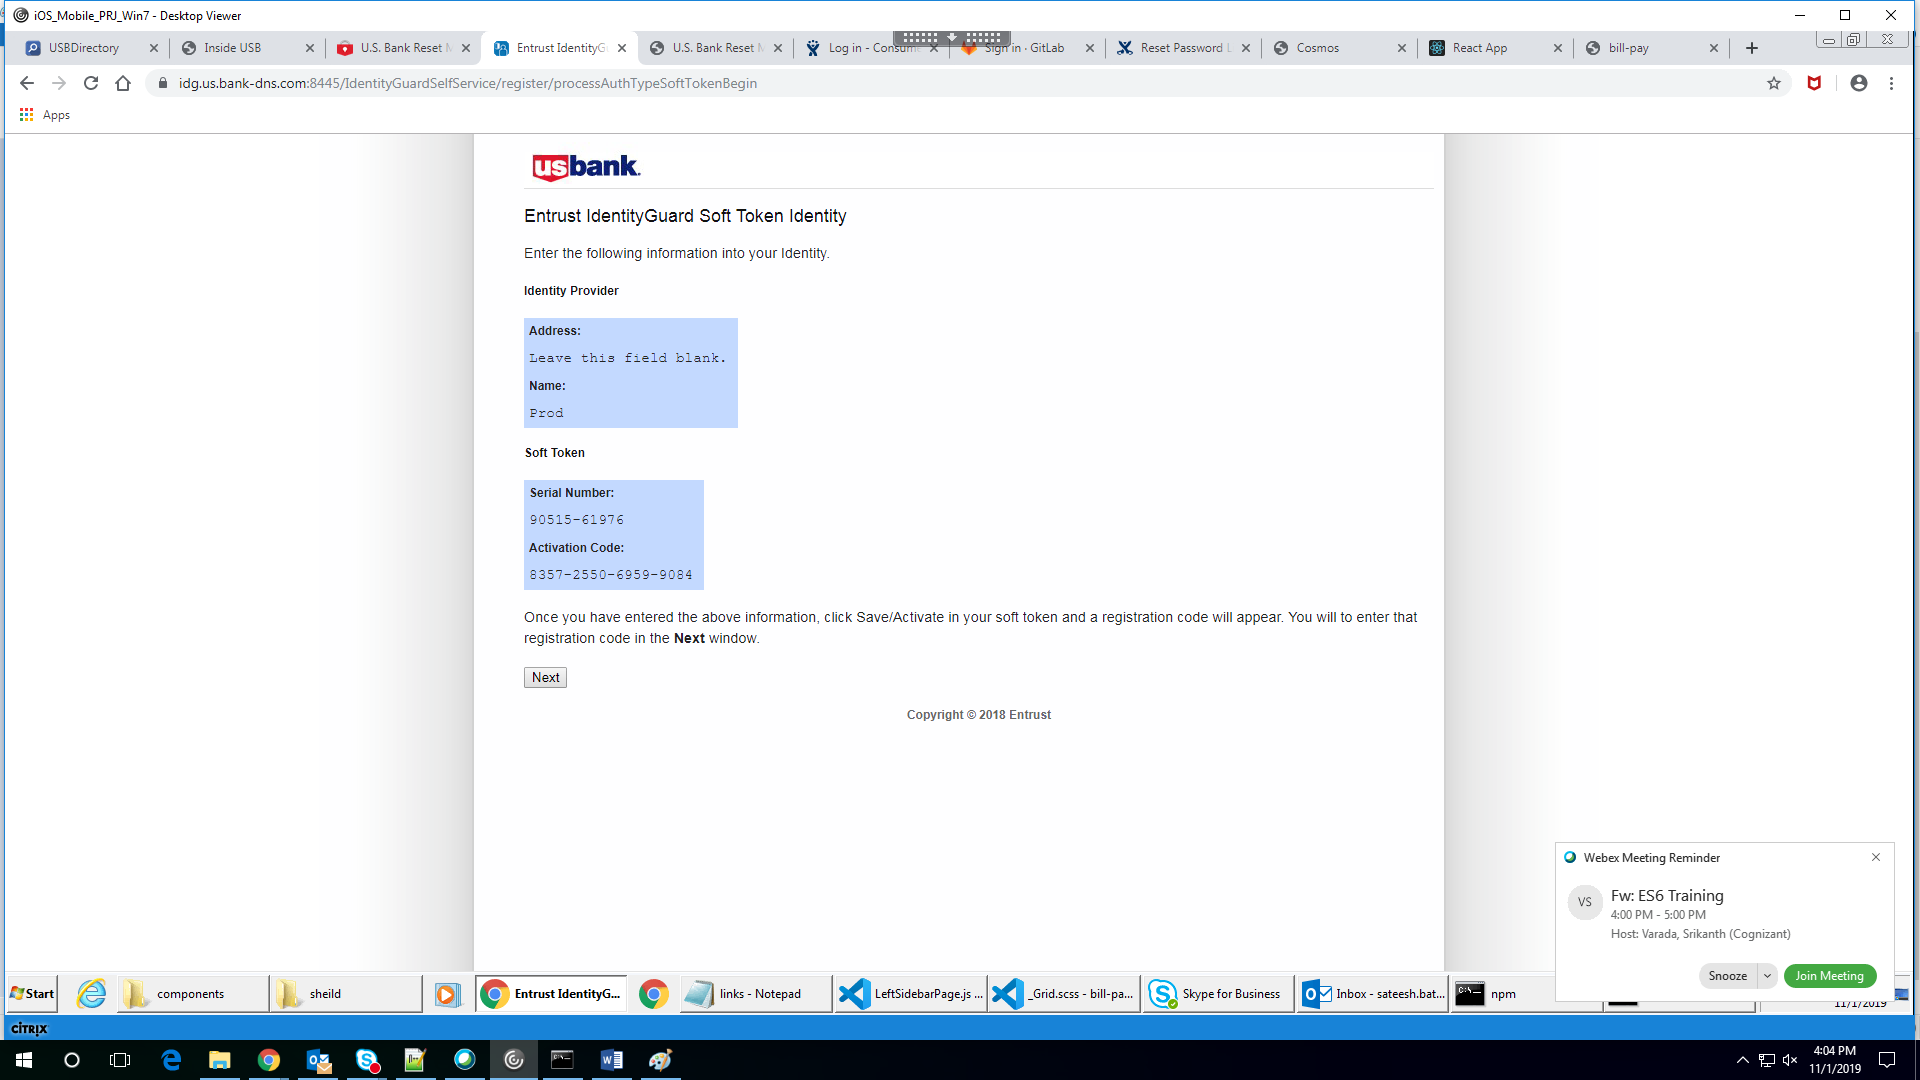 iOS_Mobile_PRJ_Win7 - Desktop Viewer
USBDirectory
Inside USB
U.S. Bank Reset M
Entrust IdentityG
U.S. Bank Reset M
Log in - Consume
Sign in · GitLab
Reset Password L
Cosmos
React App
bill-pay
idg.us.bank-dns.com:8445/IdentityGuardSelfService/register/processAuthTypeSoftTokenBegin
Apps
usbank.
Entrust IdentityGuard Soft Token Identity
Enter the following information into your Identity.
Identity Provider
Address:
Leave this field blank.
Name:
Prod
Soft Token
Serial Number:
90515-61976
Activation Code:
8357-2550-6959-9084
Once you have entered the above information, click Save/Activate in your soft token and a registration code will appear. You will to enter that
registration code in the Next window.
Next
Copyright © 2018 Entrust
Webex Meeting Reminder
VS
Fw: ES6 Training
4:00 PM - 5:00 PM
Host: Varada, Srikanth (Cognizant)
Snooze
Join Meeting
Start
components
sheild
Entrust IdentityG...
links - Notepad
LeftSidebarPage.js ...
_Grid.scss - bill-pa...
Skype for Business
Inbox - sateesh.bat...
npm
11/1/2019
CITRIX
4:04 PM
11/1/2019